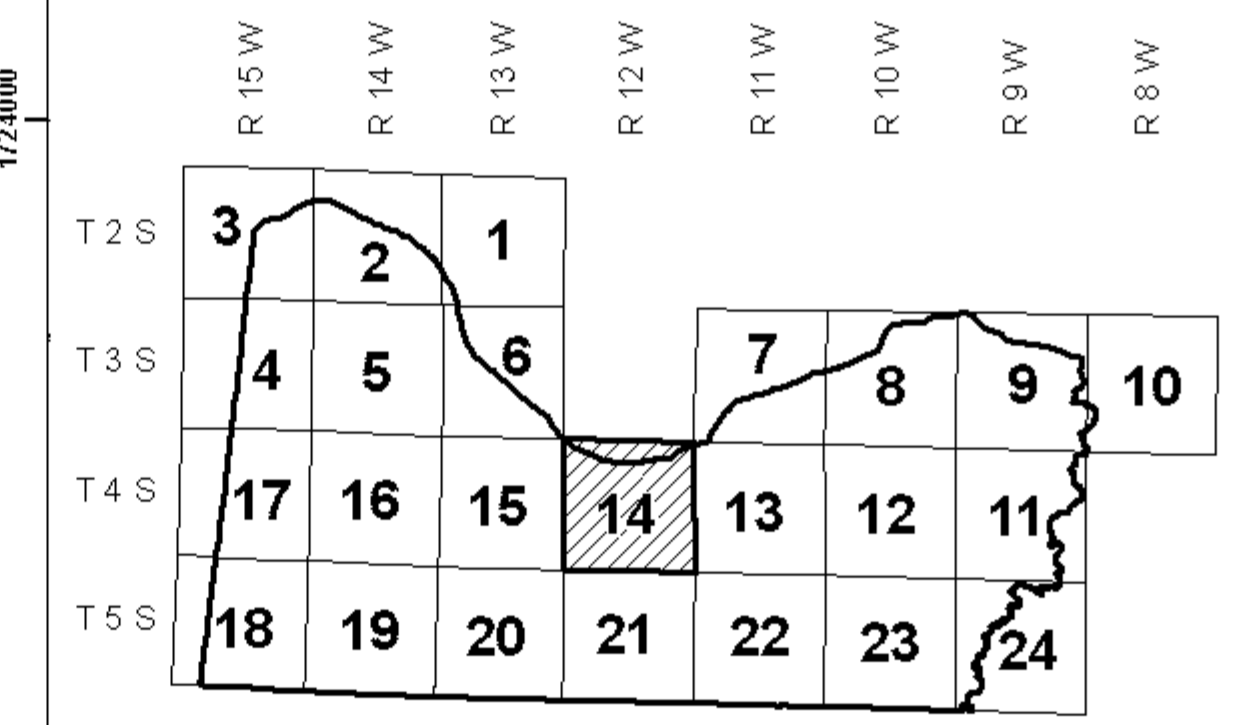 1724000
R 15 W R 14 W R 13 W R 12 W R 11 W R 10 W R 9 W R 8 W
T 2 S 3 2 1
T 3 S 4 5 6 7 8 9 10
T 4 S 17 16 15 14 13 12 11
T 5 S 18 19 20 21 22 23 24